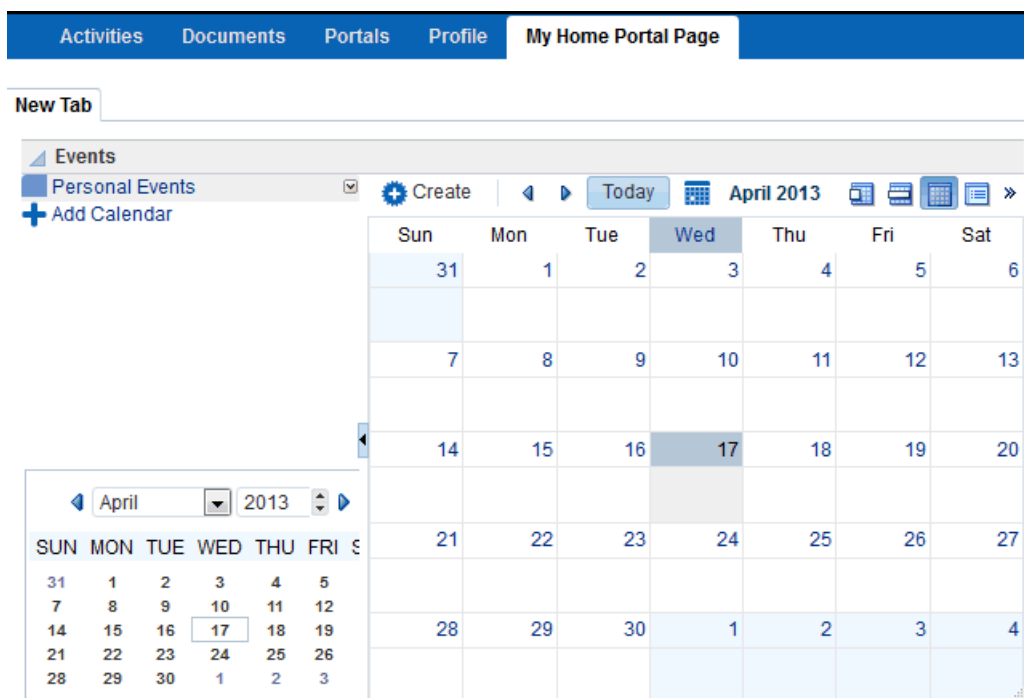 Activities Documents Portals Profile My Home Portal Page
New Tab
Events
Personal Events
Add Calendar
Create Today April 2013 »
Sun Mon Tue Wed Thu Fri Sat
31 1 2 3 4 5 6
7 8 9 10 11 12 13
14 15 16 17 18 19 20
21 22 23 24 25 26 27
28 29 30 1 2 3 4
April 2013
SUN MON TUE WED THU FRI S
31 1 2 3 4 5
7 8 9 10 11 12
14 15 16 17 18 19
21 22 23 24 25 26
28 29 30 1 2 3